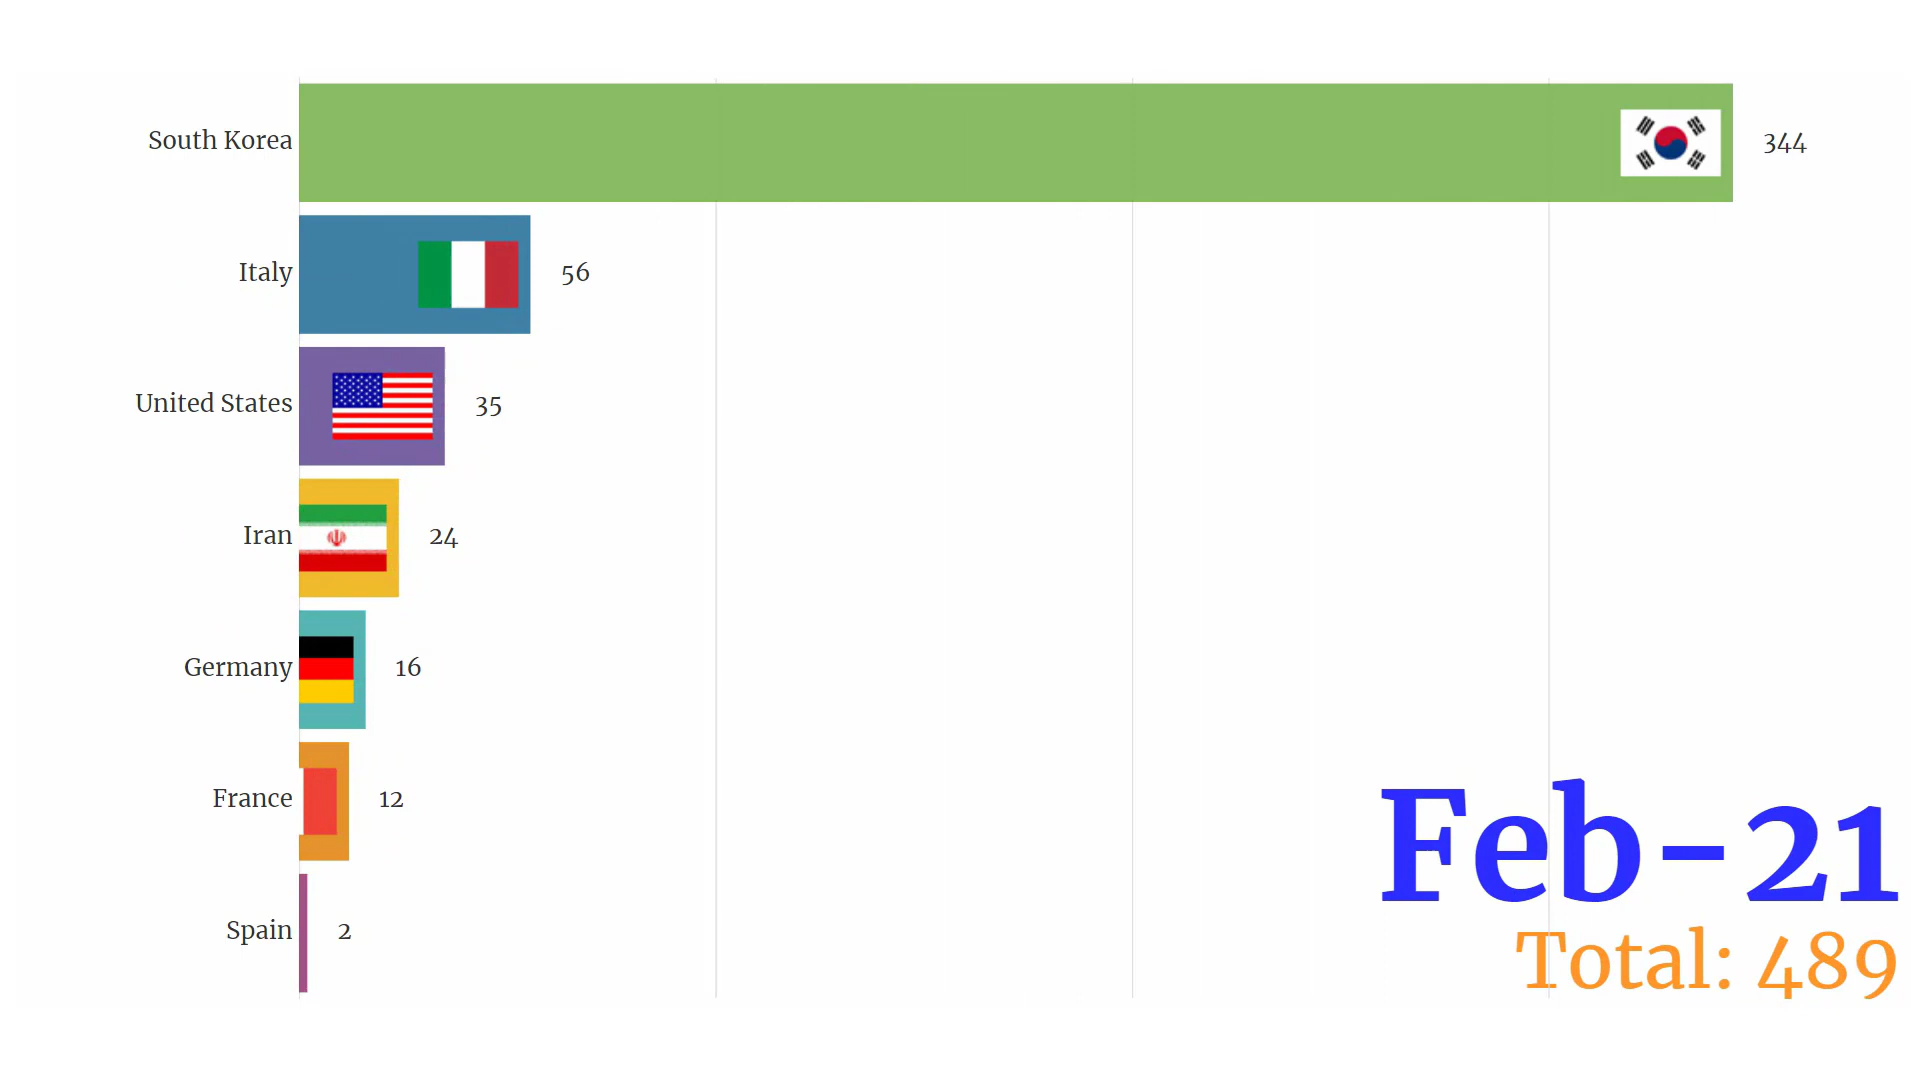 South Korea 344
Italy 56
United States 35
Iran 24
Germany 16
France 12
Spain 2
Feb-21
Total: 489